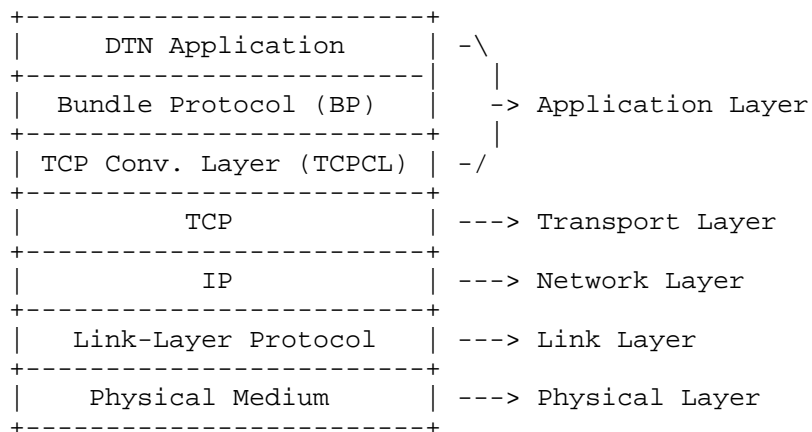 +-------------------------+
|     DTN Application     | -\
+-------------------------|   |
|  Bundle Protocol (BP)   |   -> Application Layer
+-------------------------+   |
| TCP Conv. Layer (TCPCL) | -/
+-------------------------+
|          TCP            | ---> Transport Layer
+-------------------------+
|           IP            | ---> Network Layer
+-------------------------+
|   Link-Layer Protocol   | ---> Link Layer
+-------------------------+
|    Physical Medium      | ---> Physical Layer
+-------------------------+